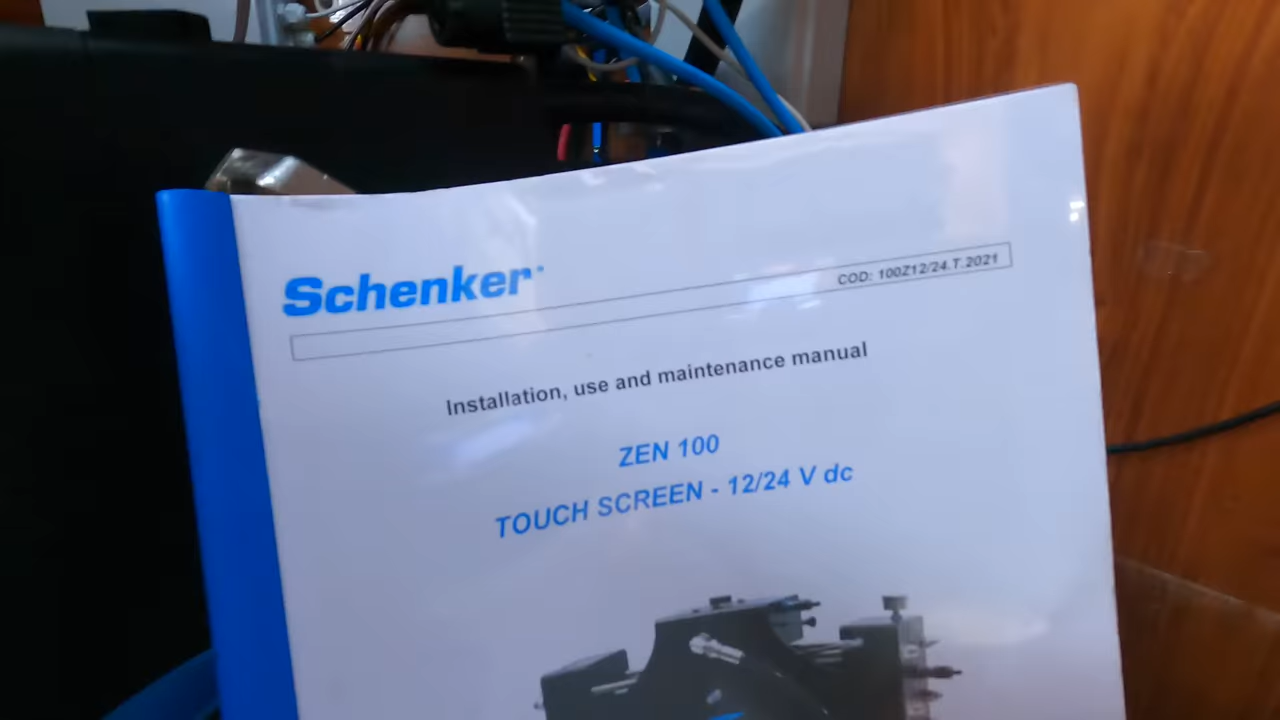 Schenker
COD: 100Z12/24.T.2021
Installation, use and maintenance manual
ZEN 100
TOUCH SCREEN - 12/24 V dc